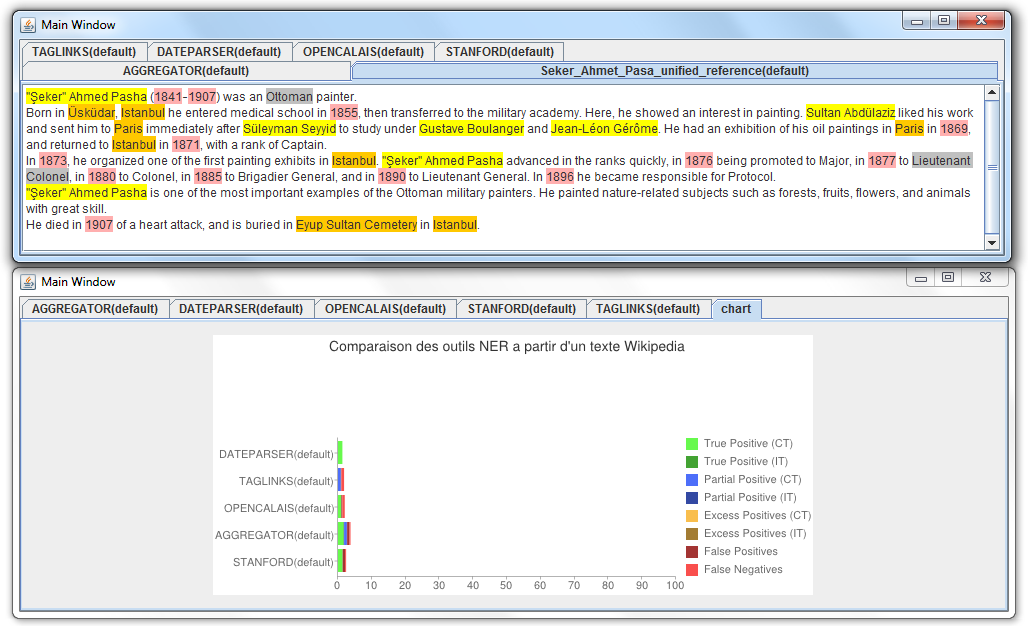 Main Window
TAGLINKS(default) DATEPARSER(default) OPENCALAIS(default) STANFORD(default)
AGGREGATOR(default) Seker_Ahmet_Pasa_unified_reference(default)
"Şeker" Ahmed Pasha (1841-1907) was an Ottoman painter.
Born in Üsküdar, Istanbul he entered medical school in 1855, then transferred to the military academy. Here, he showed an interest in painting. Sultan Abdülaziz liked his work
and sent him to Paris immediately after Süleyman Seyyid to study under Gustave Boulanger and Jean-Léon Gérôme. He had an exhibition of his oil paintings in Paris in 1869,
and returned to Istanbul in 1871, with a rank of Captain.
In 1873, he organized one of the first painting exhibits in Istanbul. "Şeker" Ahmed Pasha advanced in the ranks quickly, in 1876 being promoted to Major, in 1877 to Lieutenant
Colonel, in 1880 to Colonel, in 1885 to Brigadier General, and in 1890 to Lieutenant General. In 1896 he became responsible for Protocol.
"Şeker" Ahmed Pasha is one of the most important examples of the Ottoman military painters. He painted nature-related subjects such as forests, fruits, flowers, and animals
with great skill.
He died in 1907 of a heart attack, and is buried in Eyup Sultan Cemetery in Istanbul.
Main Window
AGGREGATOR(default) DATEPARSER(default) OPENCALAIS(default) STANFORD(default) TAGLINKS(default) chart
Comparaison des outils NER a partir d'un texte Wikipedia
DATEPARSER(default)
TAGLINKS(default)
OPENCALAIS(default)
AGGREGATOR(default)
STANFORD(default)
0 10 20 30 40 50 60 70 80 90 100
True Positive (CT)
True Positive (IT)
Partial Positive (CT)
Partial Positive (IT)
Excess Positives (CT)
Excess Positives (IT)
False Positives
False Negatives